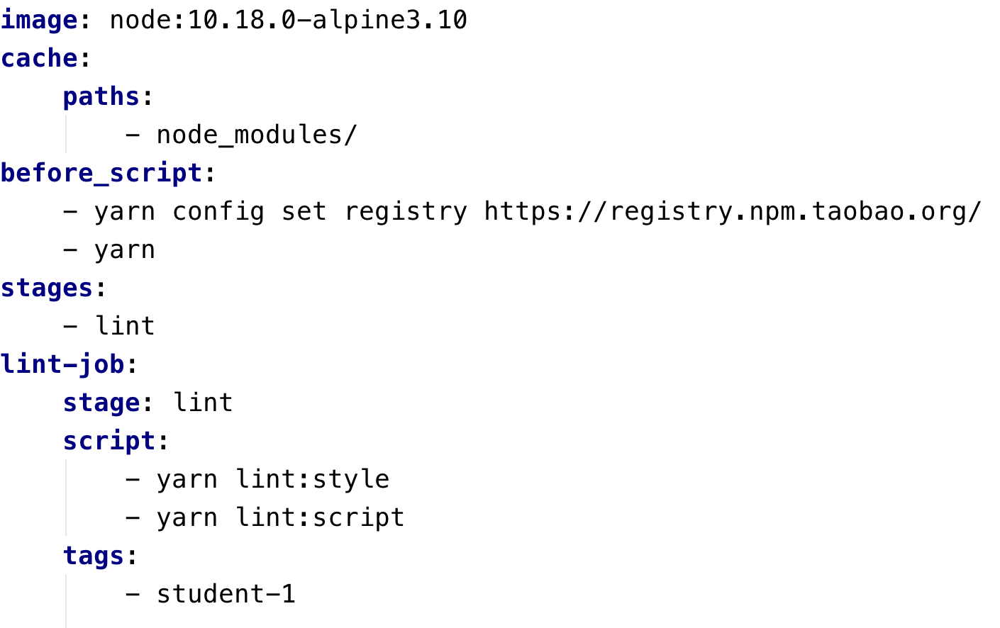 image: node:10.18.0-alpine3.10
cache:
    paths:
        - node_modules/
before_script:
    - yarn config set registry https://registry.npm.taobao.org/
    - yarn
stages:
    - lint
lint-job:
    stage: lint
    script:
        - yarn lint:style
        - yarn lint:script
    tags:
        - student-1